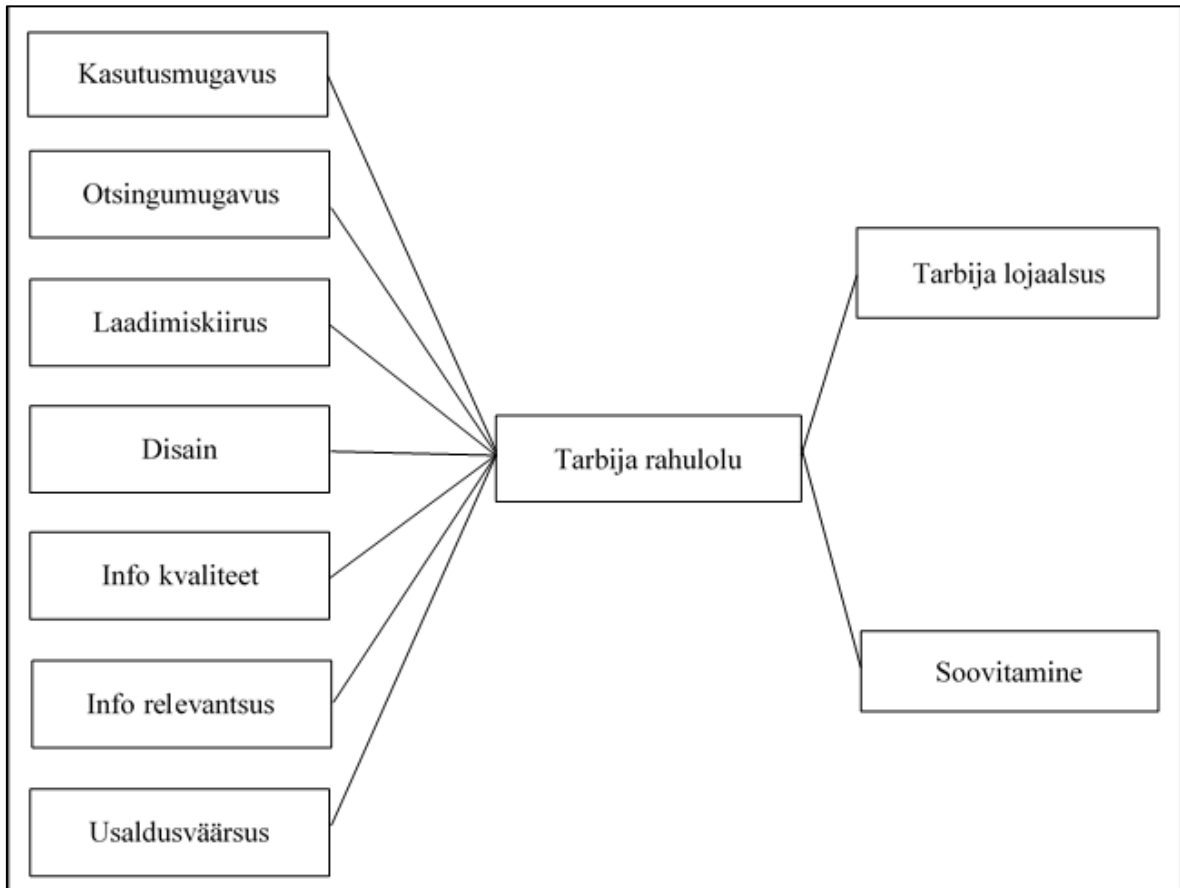 Kasutusmugavus
Otsingumugavus
Laadimiskiirus
Disain
Info kvaliteet
Info relevantsus
Usaldusväärsus
Tarbija rahulolu
Tarbija lojaalsus
Soovitamine